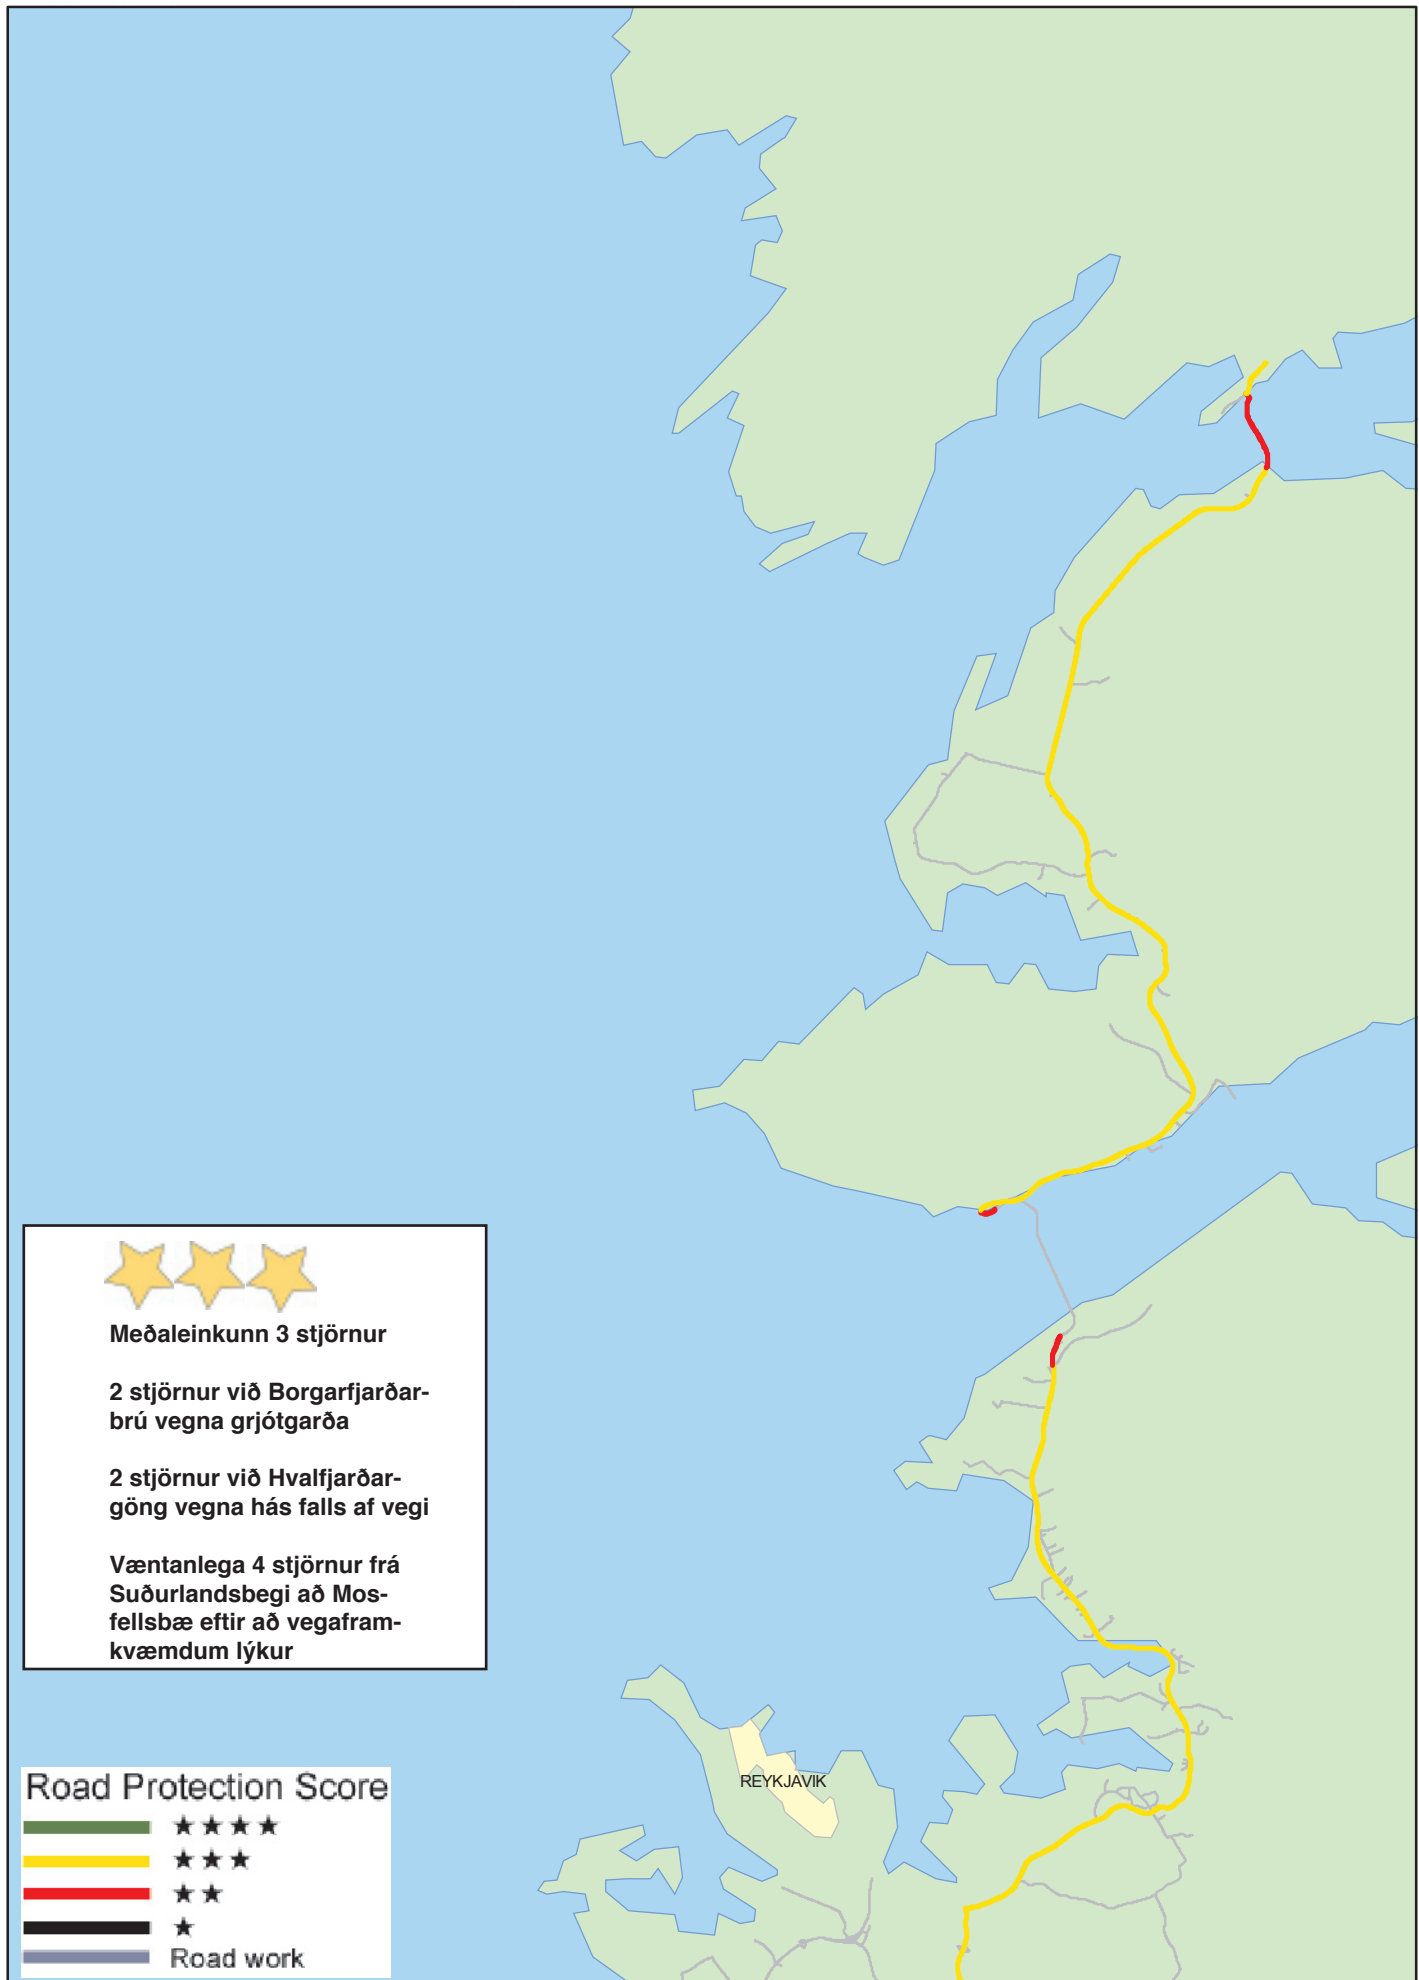 Meðaleinkunn 3 stjörnur
2 stjörnur við Borgarfjarðar-
brú vegna grjótgarða
2 stjörnur við Hvalfjarðar-
göng vegna hás falls af vegi
Væntanlega 4 stjörnur frá
Suðurlandsbegi að Mos-
fellsbæ eftir að vegafram-
kvæmdum lýkur
REYKJAVIK
Road Protection Score
★★★★
★★★
★★
★
Road work